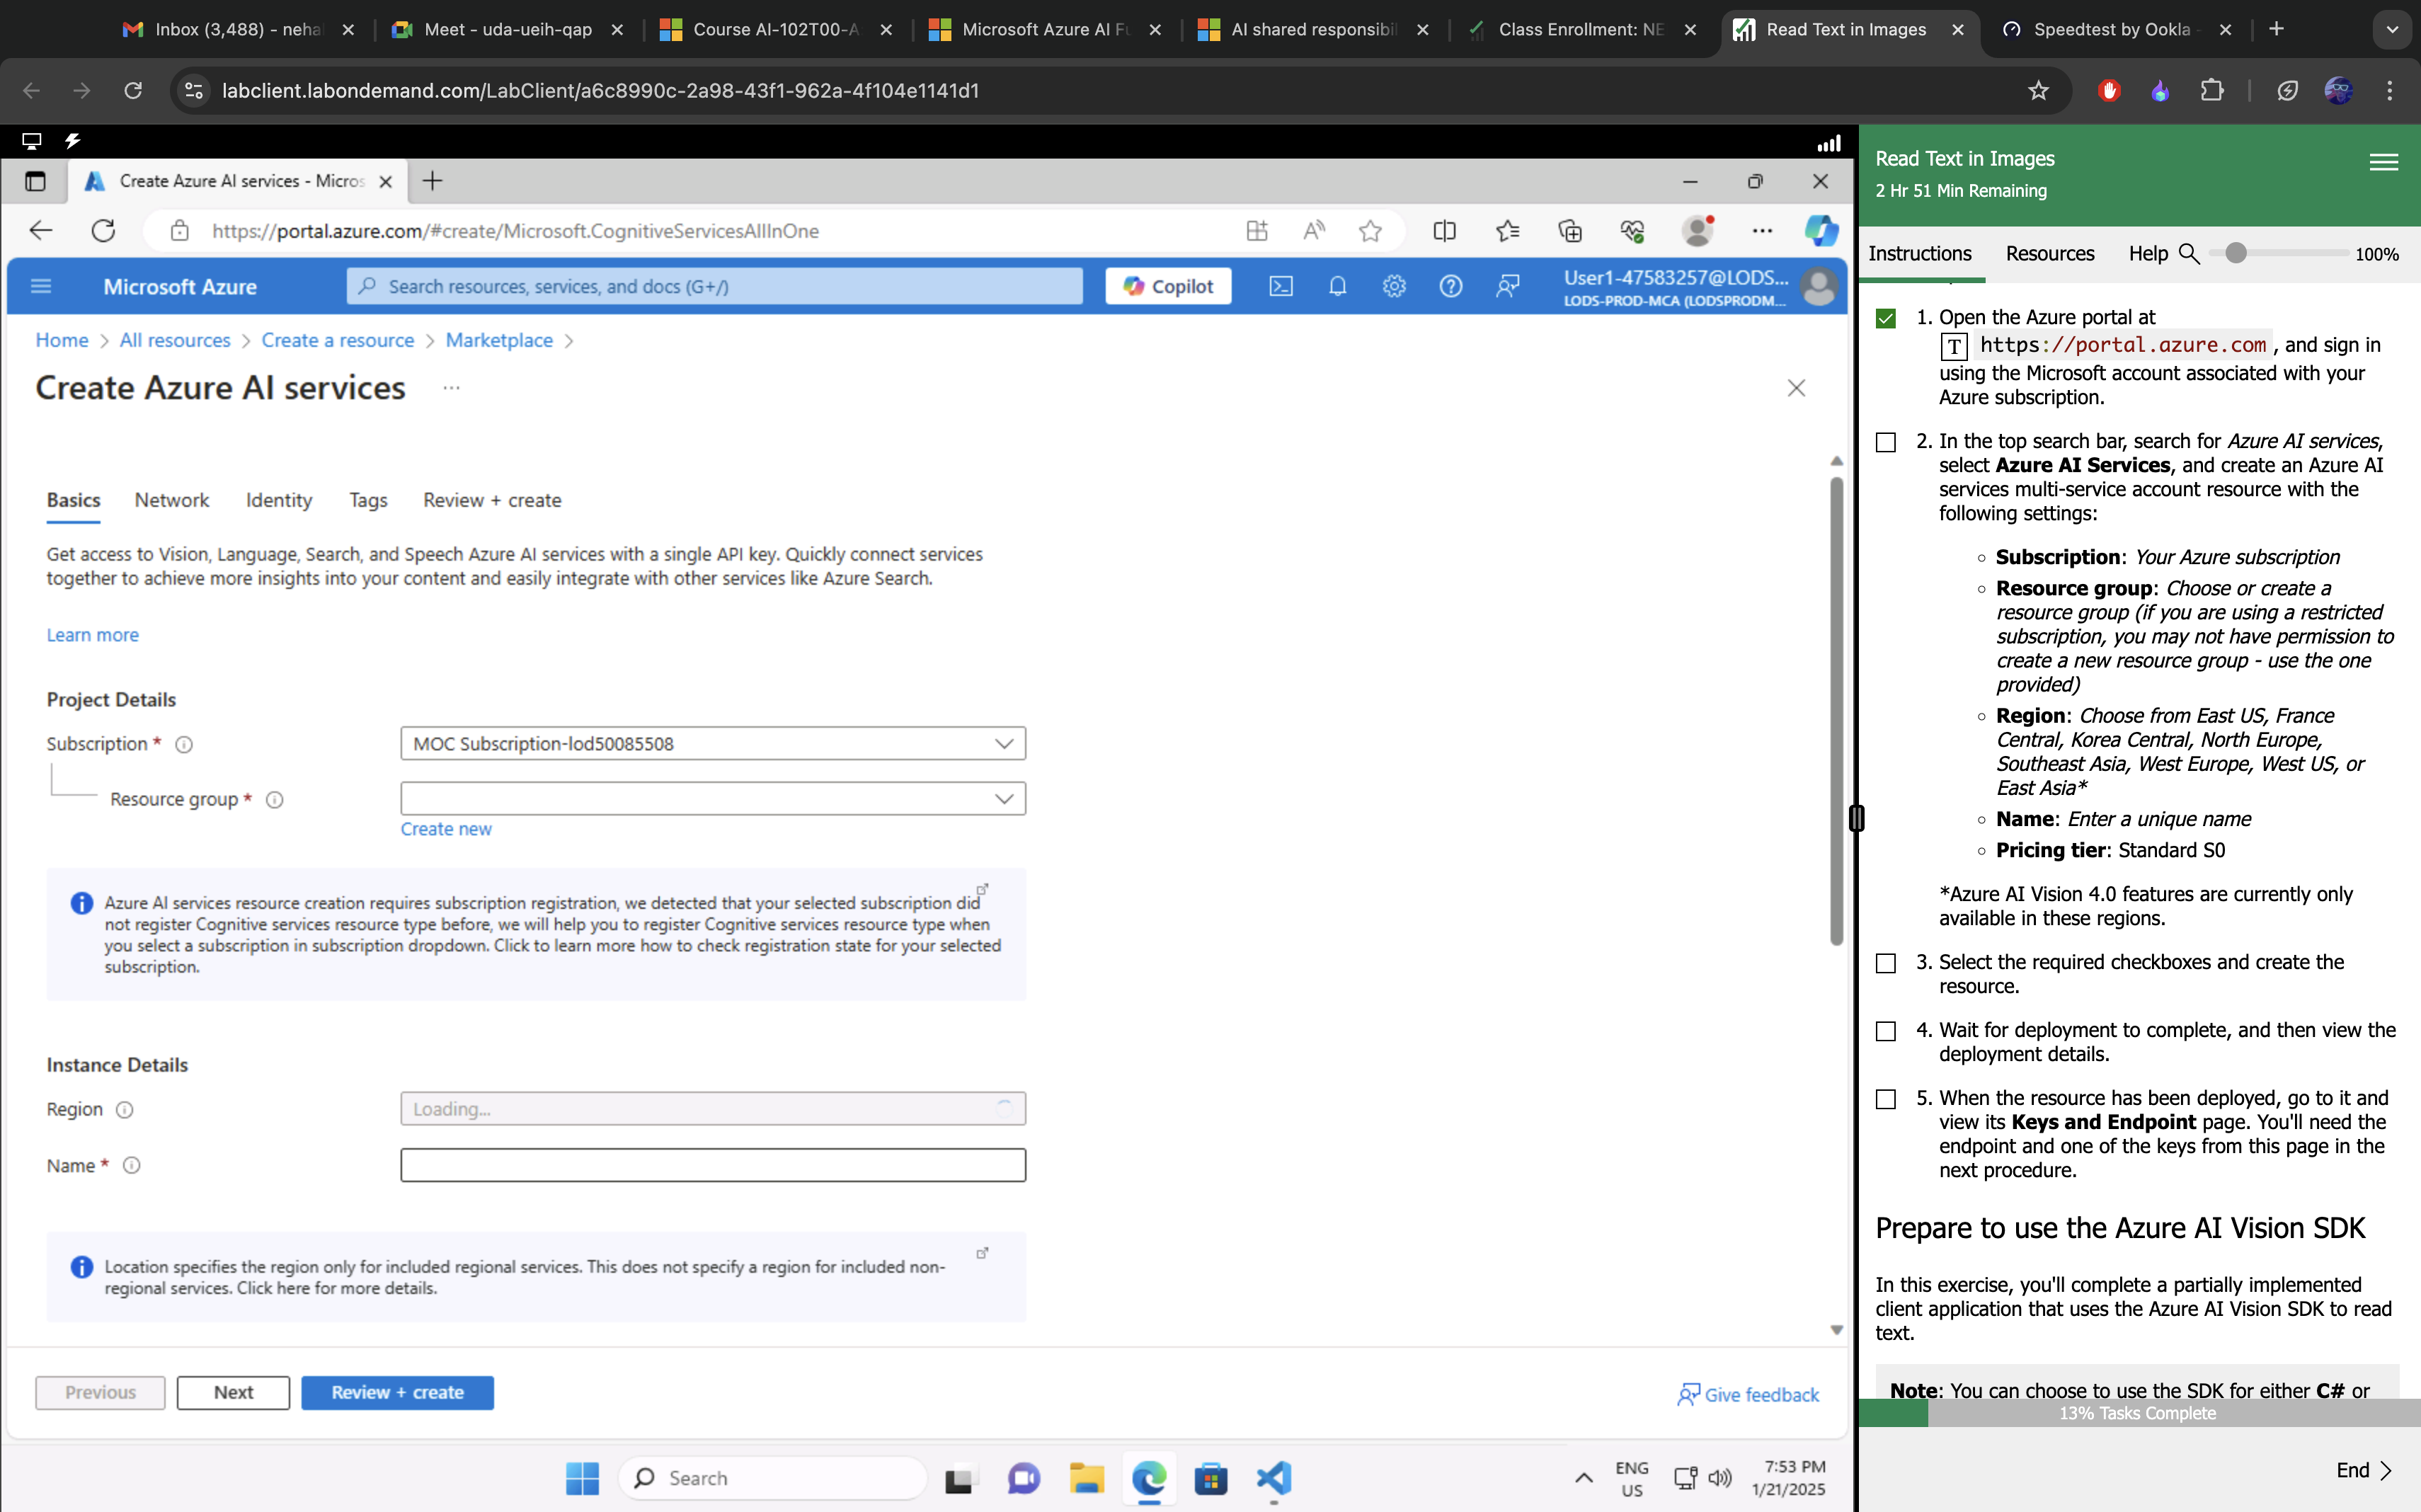 Inbox (3,488) - neha
Meet - uda-ueih-qap
Course AI-102T00-A
Microsoft Azure AI Fu
AI shared responsibil
Class Enrollment: NE
Read Text in Images
Speedtest by Ookla -
labclient.labondemand.com/LabClient/a6c8990c-2a98-43f1-962a-4f104e1141d1
Create Azure AI services - Micros
https://portal.azure.com/#create/Microsoft.CognitiveServicesAllInOne
Microsoft Azure
Search resources, services, and docs (G+/)
Copilot
User1-47583257@LODS...
LODS-PROD-MCA (LODSPRODM...
Home > All resources > Create a resource > Marketplace >
Create Azure AI services ...
Basics
Network
Identity
Tags
Review + create
Get access to Vision, Language, Search, and Speech Azure AI services with a single API key. Quickly connect services
together to achieve more insights into your content and easily integrate with other services like Azure Search.
Learn more
Project Details
Subscription *
MOC Subscription-lod50085508
Resource group *
Create new
Azure AI services resource creation requires subscription registration, we detected that your selected subscription did
not register Cognitive services resource type before, we will help you to register Cognitive services resource type when
you select a subscription in subscription dropdown. Click to learn more how to check registration state for your selected
subscription.
Instance Details
Region
Loading...
Name *
Location specifies the region only for included regional services. This does not specify a region for included non-
regional services. Click here for more details.
Previous
Next
Review + create
Give feedback
Search
ENG
US
7:53 PM
1/21/2025
Read Text in Images
2 Hr 51 Min Remaining
Instructions
Resources
Help
100%
1. Open the Azure portal at
T https://portal.azure.com, and sign in
using the Microsoft account associated with your
Azure subscription.
2. In the top search bar, search for Azure AI services,
select Azure AI Services, and create an Azure AI
services multi-service account resource with the
following settings:
Subscription: Your Azure subscription
Resource group: Choose or create a
resource group (if you are using a restricted
subscription, you may not have permission to
create a new resource group - use the one
provided)
Region: Choose from East US, France
Central, Korea Central, North Europe,
Southeast Asia, West Europe, West US, or
East Asia*
Name: Enter a unique name
Pricing tier: Standard S0
*Azure AI Vision 4.0 features are currently only
available in these regions.
3. Select the required checkboxes and create the
resource.
4. Wait for deployment to complete, and then view the
deployment details.
5. When the resource has been deployed, go to it and
view its Keys and Endpoint page. You'll need the
endpoint and one of the keys from this page in the
next procedure.
Prepare to use the Azure AI Vision SDK
In this exercise, you'll complete a partially implemented
client application that uses the Azure AI Vision SDK to read
text.
Note: You can choose to use the SDK for either C# or
13% Tasks Complete
End